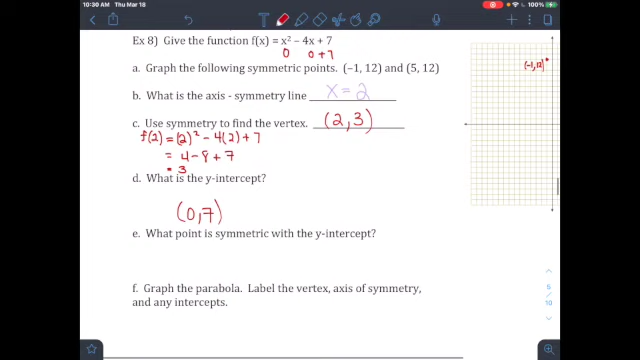 10:30 AM Thu Mar 18
Ex 8) Give the function f(x) = x² – 4x + 7
0 0 + 7
a. Graph the following symmetric points. (–1, 12) and (5, 12)
(-1, 12)
b. What is the axis - symmetry line x = 2
c. Use symmetry to find the vertex. (2, 3)
f(2) = (2)² - 4(2) + 7
= 4 - 8 + 7
= 3
d. What is the y-intercept?
(0, 7)
e. What point is symmetric with the y-intercept?
f. Graph the parabola. Label the vertex, axis of symmetry,
and any intercepts.
5
10